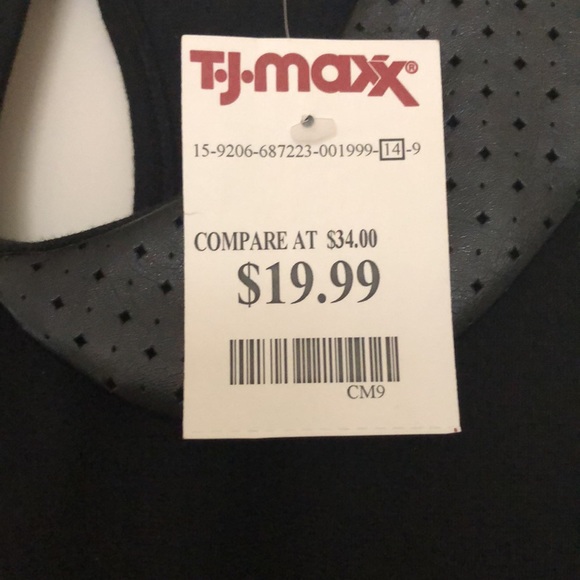 T·J·maxx®
15-9206-687223-001999-14-9
COMPARE AT $34.00
$19.99
CM9